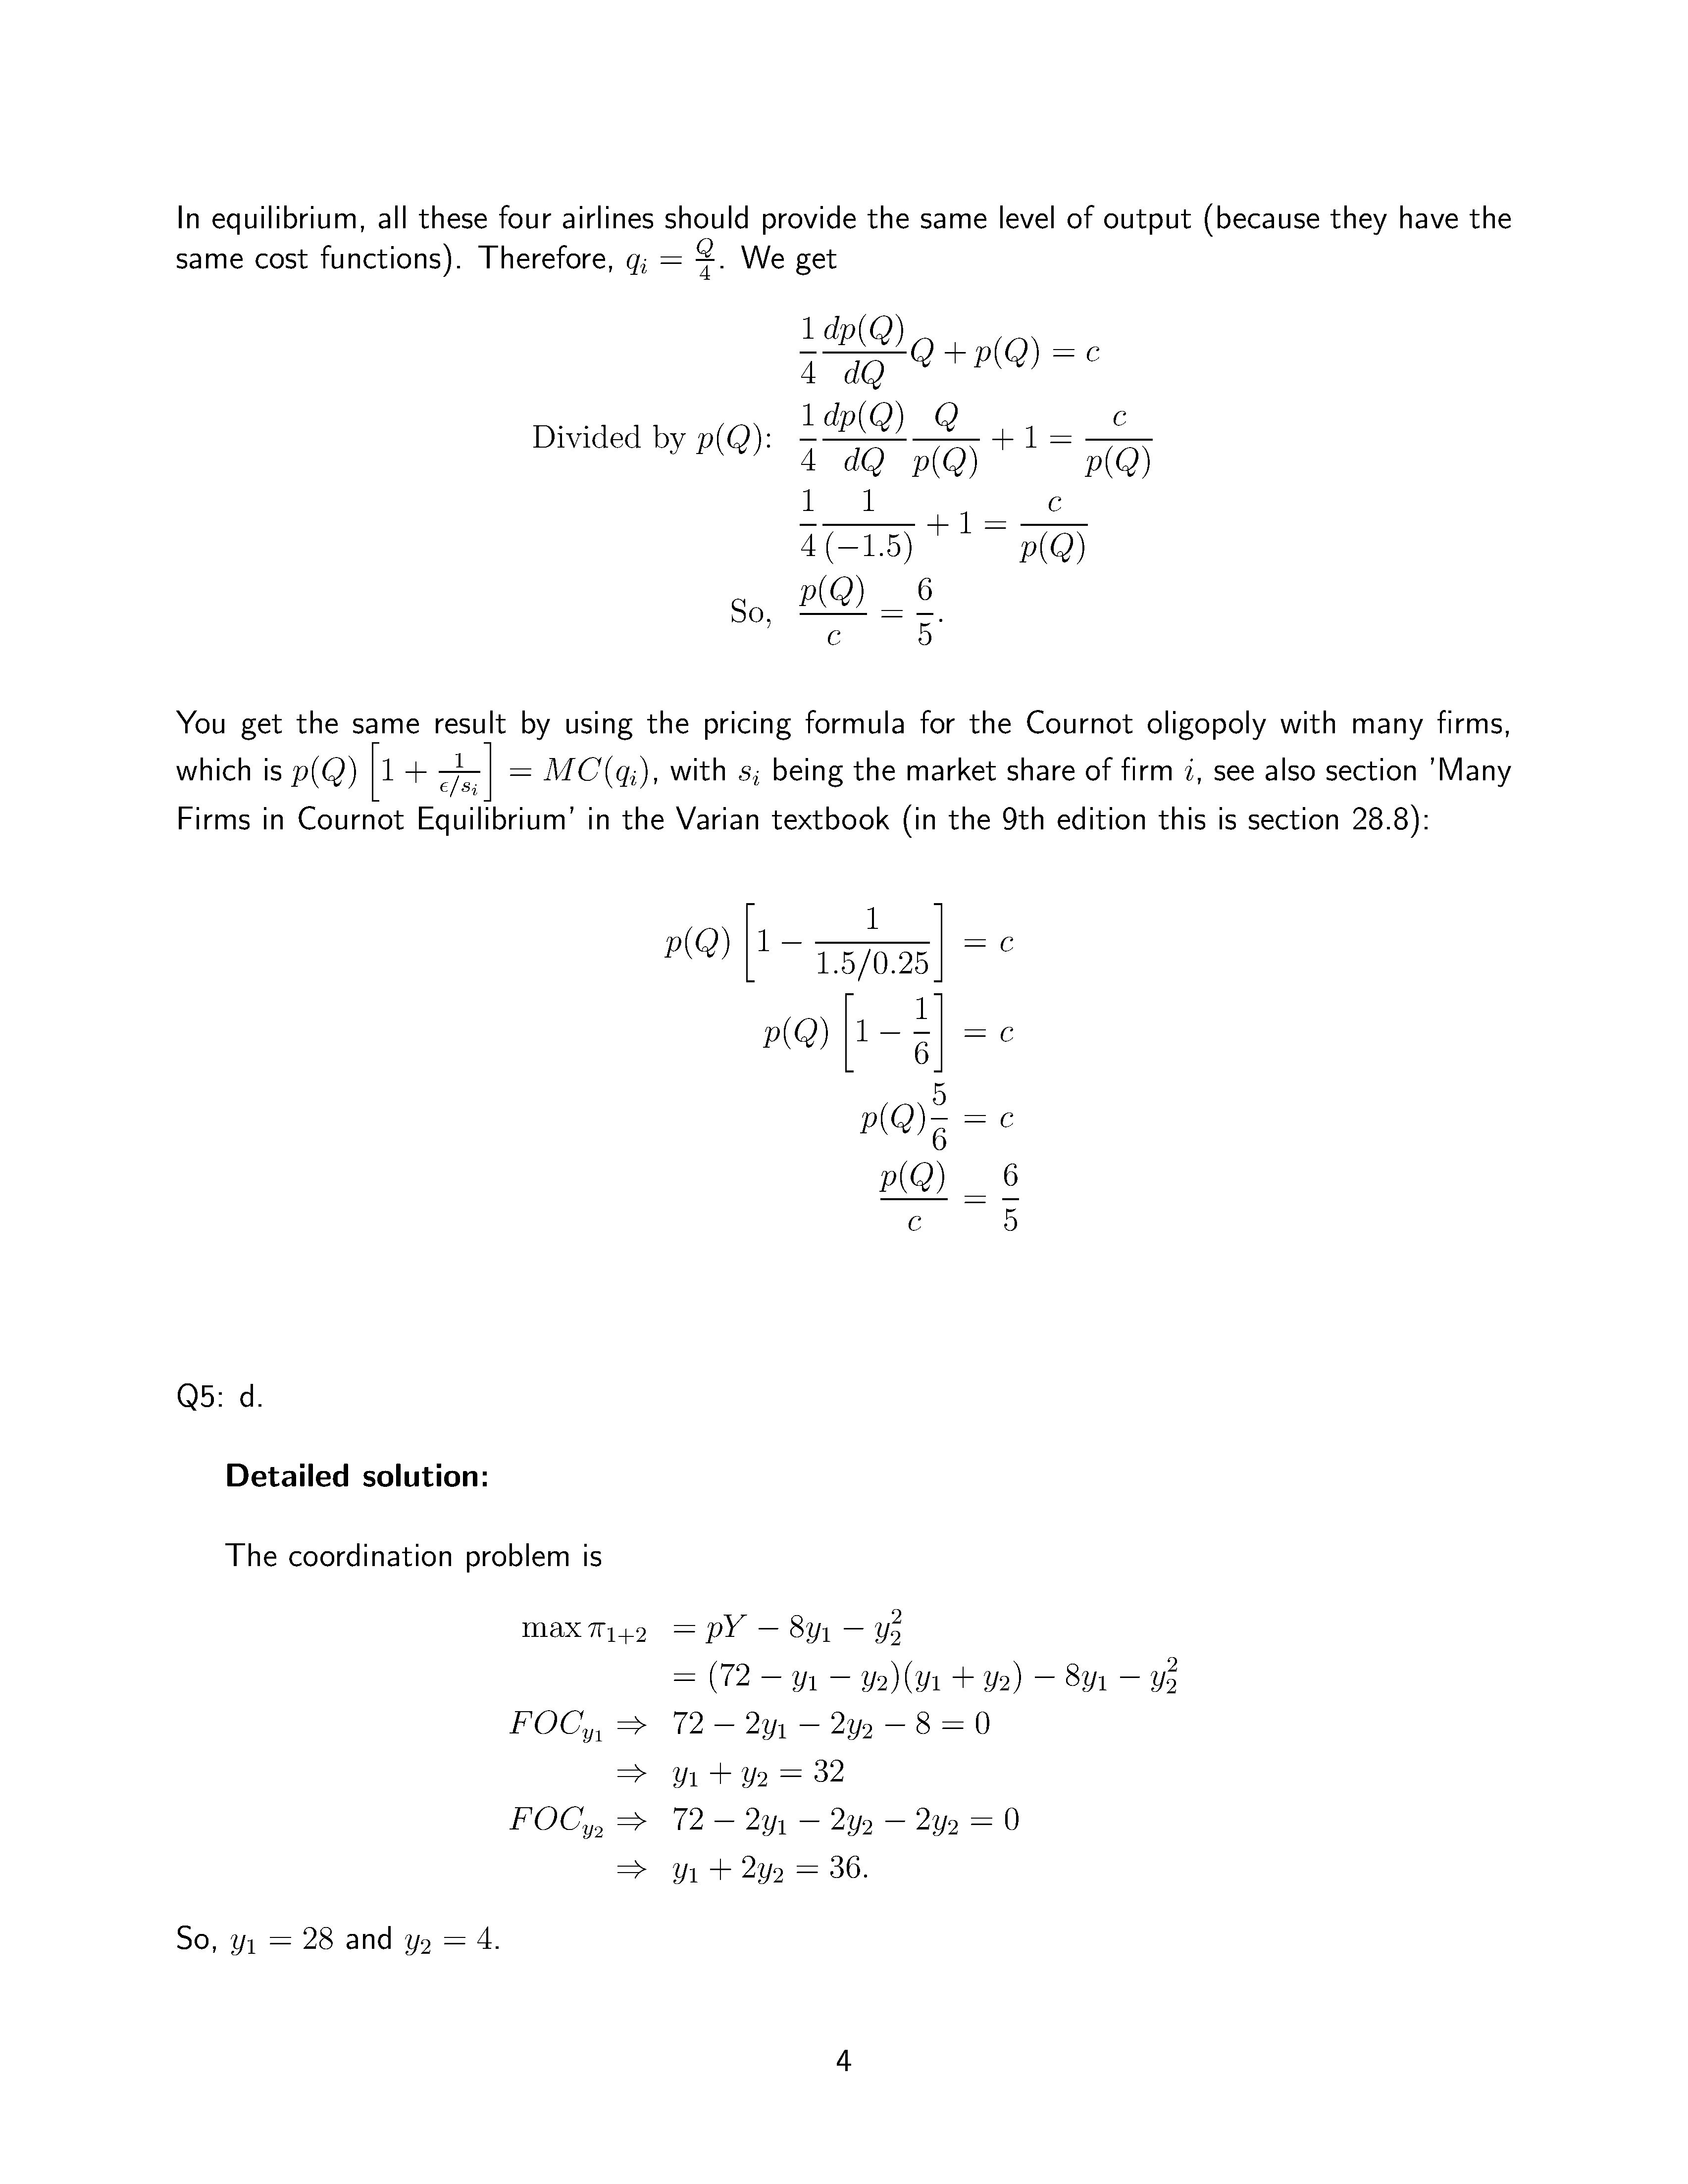 In equilibrium, all these four airlines should provide the same level of output (because they have the
same cost functions). Therefore, $q_i = \frac{Q}{4}$. We get
$\frac{1}{4}\frac{dp(Q)}{dQ}Q + p(Q) = c$
Divided by $p(Q)$: $\frac{1}{4}\frac{dp(Q)}{dQ}\frac{Q}{p(Q)} + 1 = \frac{c}{p(Q)}$
$\frac{1}{4}\frac{1}{(-1.5)} + 1 = \frac{c}{p(Q)}$
So, $\frac{p(Q)}{c} = \frac{6}{5}.$
You get the same result by using the pricing formula for the Cournot oligopoly with many firms,
which is $p(Q)\left[1 + \frac{1}{\epsilon/s_i}\right] = MC(q_i)$, with $s_i$ being the market share of firm $i$, see also section 'Many
Firms in Cournot Equilibrium' in the Varian textbook (in the 9th edition this is section 28.8):
$p(Q)\left[1 - \frac{1}{1.5/0.25}\right] = c$
$p(Q)\left[1 - \frac{1}{6}\right] = c$
$p(Q)\frac{5}{6} = c$
$\frac{p(Q)}{c} = \frac{6}{5}$
Q5: d.
Detailed solution:
The coordination problem is
$\max \pi_{1+2} = pY - 8y_1 - y_2^2$
$= (72 - y_1 - y_2)(y_1 + y_2) - 8y_1 - y_2^2$
$FOC_{y_1} \Rightarrow 72 - 2y_1 - 2y_2 - 8 = 0$
$\Rightarrow y_1 + y_2 = 32$
$FOC_{y_2} \Rightarrow 72 - 2y_1 - 2y_2 - 2y_2 = 0$
$\Rightarrow y_1 + 2y_2 = 36.$
So, $y_1 = 28$ and $y_2 = 4$.
4